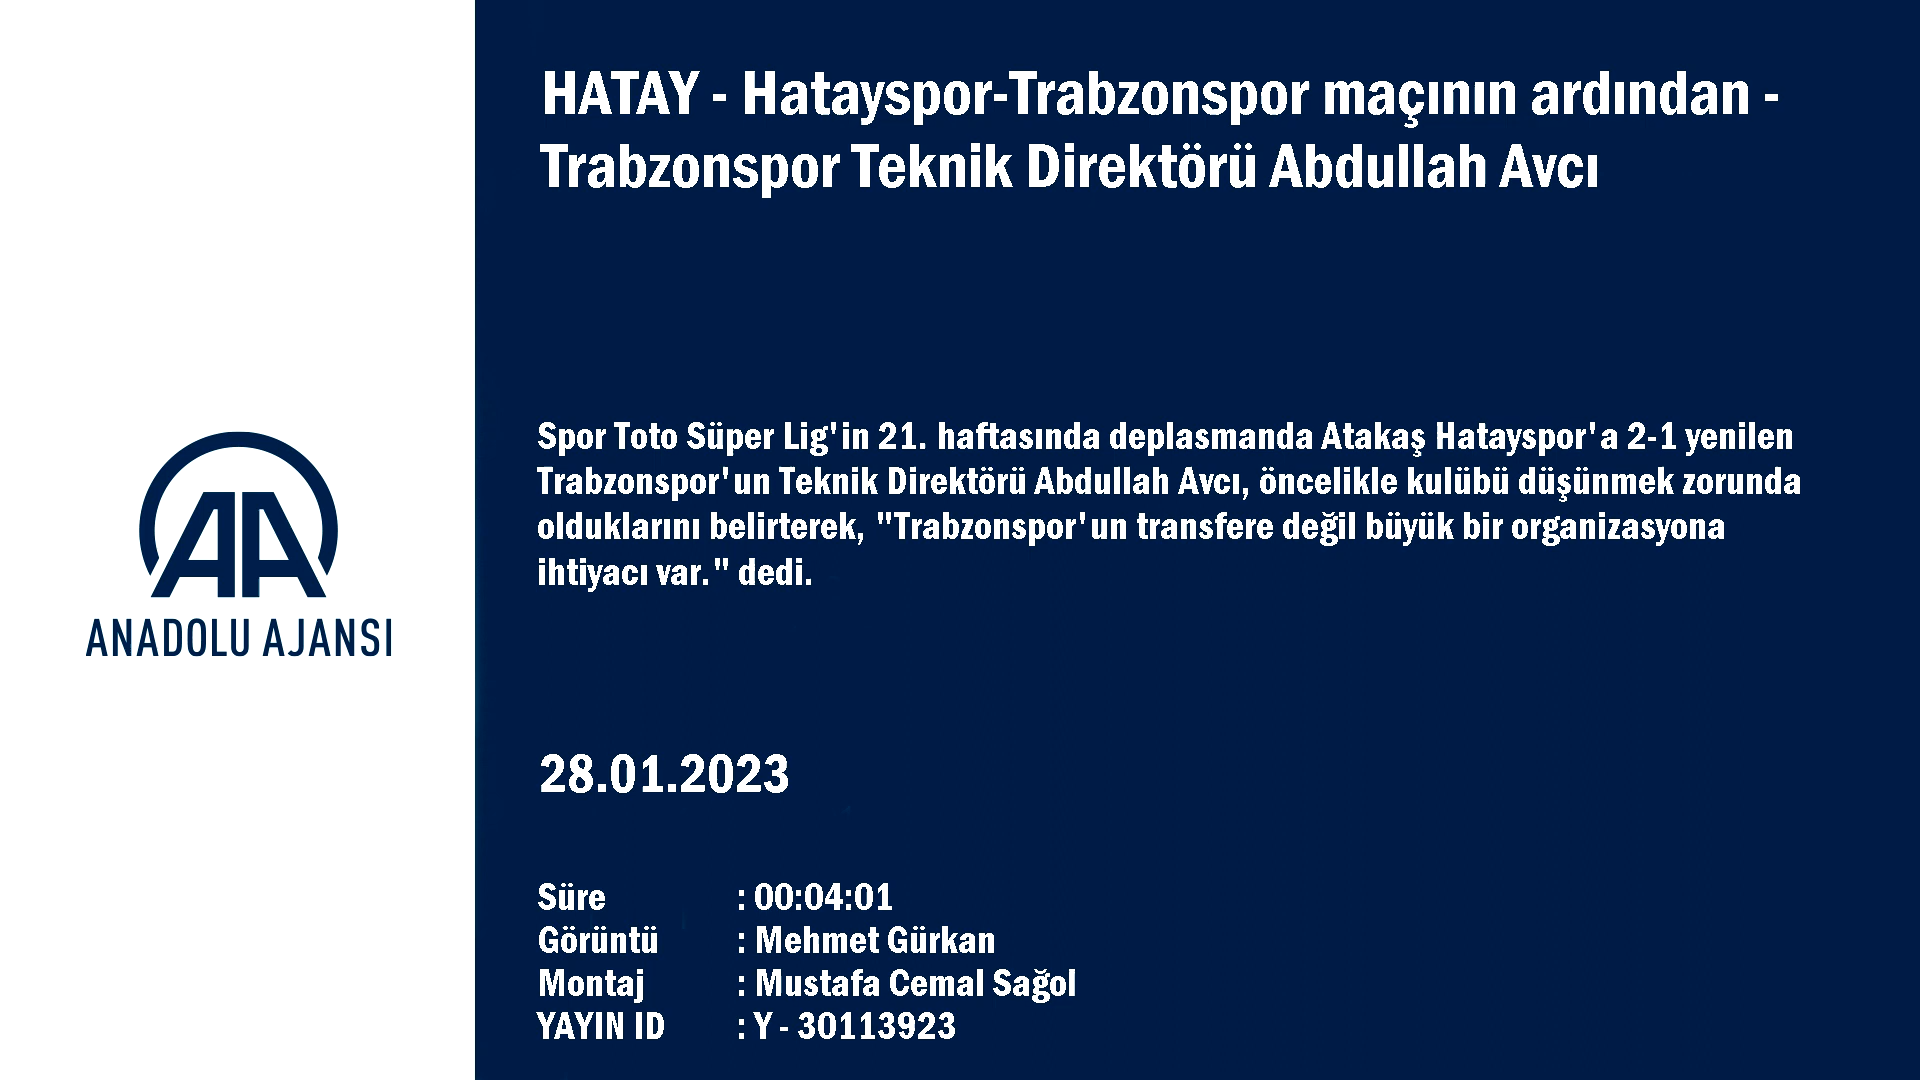 HATAY - Hatayspor-Trabzonspor maçının ardından -
Trabzonspor Teknik Direktörü Abdullah Avcı
Spor Toto Süper Lig'in 21. haftasında deplasmanda Atakaş Hatayspor'a 2-1 yenilen
Trabzonspor'un Teknik Direktörü Abdullah Avcı, öncelikle kulübü düşünmek zorunda
olduklarını belirterek, "Trabzonspor'un transfere değil büyük bir organizasyona
ihtiyacı var." dedi.
AA
ANADOLU AJANSI
28.01.2023
Süre : 00:04:01
Görüntü : Mehmet Gürkan
Montaj : Mustafa Cemal Sağol
YAYIN ID : Y - 30113923